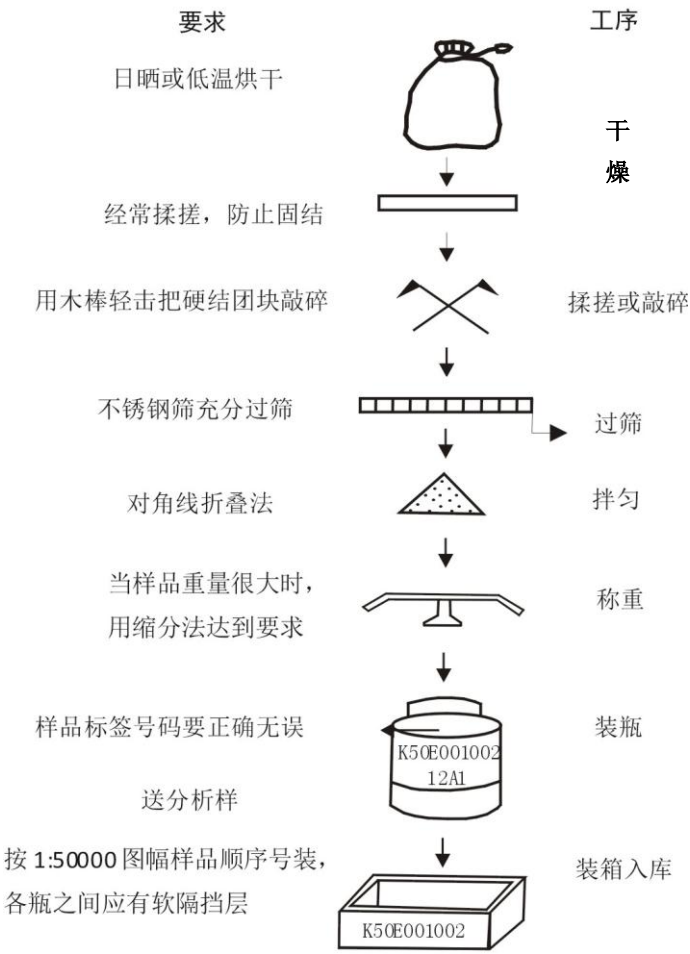 要求
工序
日晒或低温烘干
干
燥
经常揉搓，防止固结
用木棒轻击把硬结团块敲碎
揉搓或敲碎
不锈钢筛充分过筛
过筛
对角线折叠法
拌匀
当样品重量很大时，
用缩分法达到要求
称重
样品标签号码要正确无误
K50E001002
12A1
装瓶
送分析样
按1:50000图幅样品顺序号装，
各瓶之间应有软隔挡层
装箱入库
K50E001002